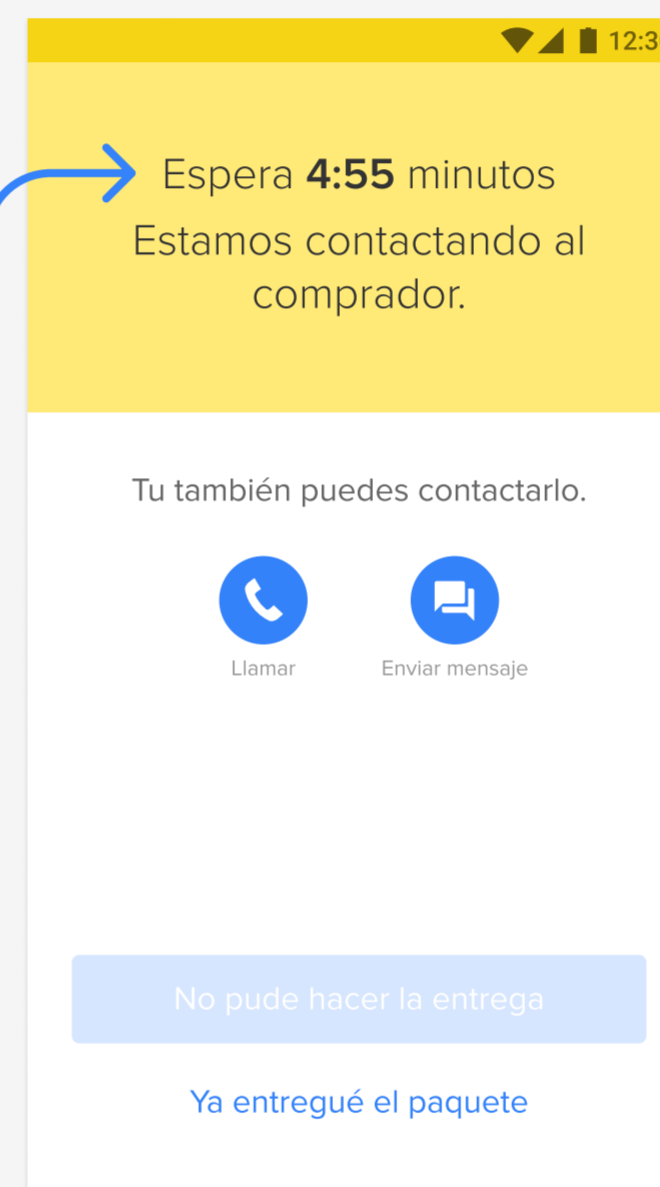 12:3
Espera 4:55 minutos
Estamos contactando al
comprador.
Tu también puedes contactarlo.
Llamar
Enviar mensaje
No pude hacer la entrega
Ya entregué el paquete